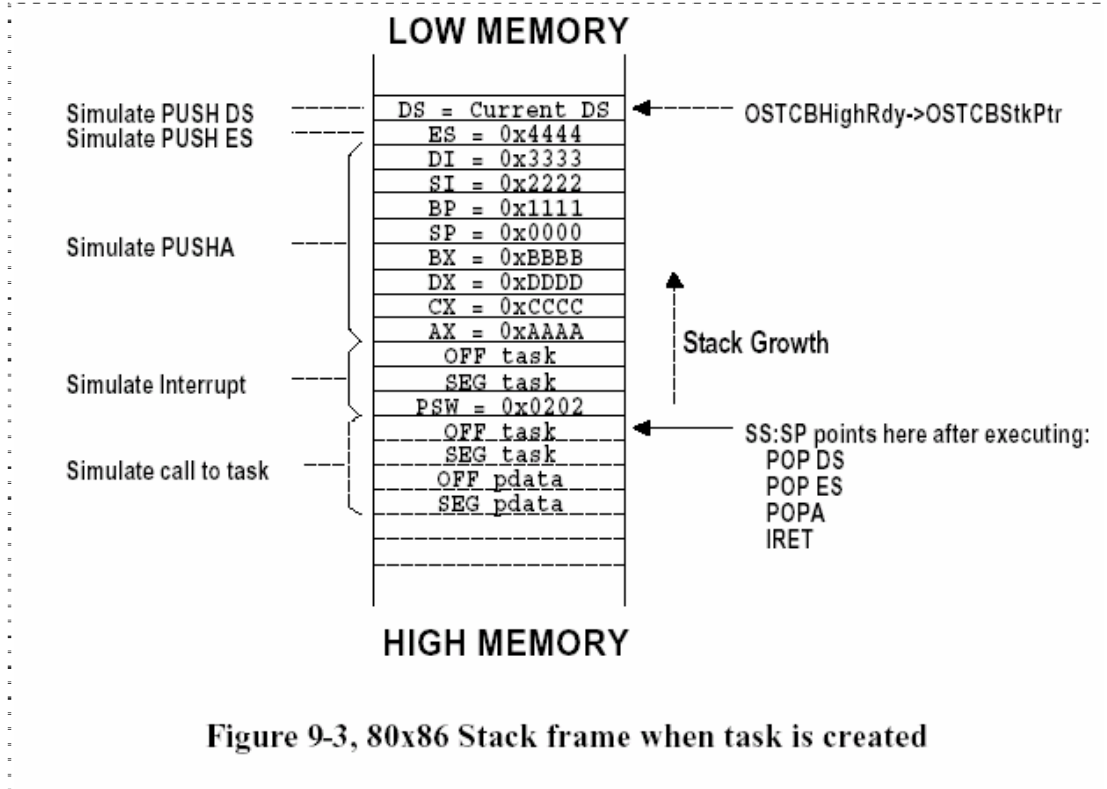 LOW MEMORY
Simulate PUSH DS
Simulate PUSH ES
Simulate PUSHA
Simulate Interrupt
Simulate call to task
DS = Current DS
ES = 0x4444
DI = 0x3333
SI = 0x2222
BP = 0x1111
SP = 0x0000
BX = 0xBBBB
DX = 0xDDDD
CX = 0xCCCC
AX = 0xAAAA
OFF task
SEG task
PSW = 0x0202
OFF task
SEG task
OFF pdata
SEG pdata
OSTCBHighRdy->OSTCBStkPtr
Stack Growth
SS:SP points here after executing:
POP DS
POP ES
POPA
IRET
HIGH MEMORY
Figure 9-3, 80x86 Stack frame when task is created